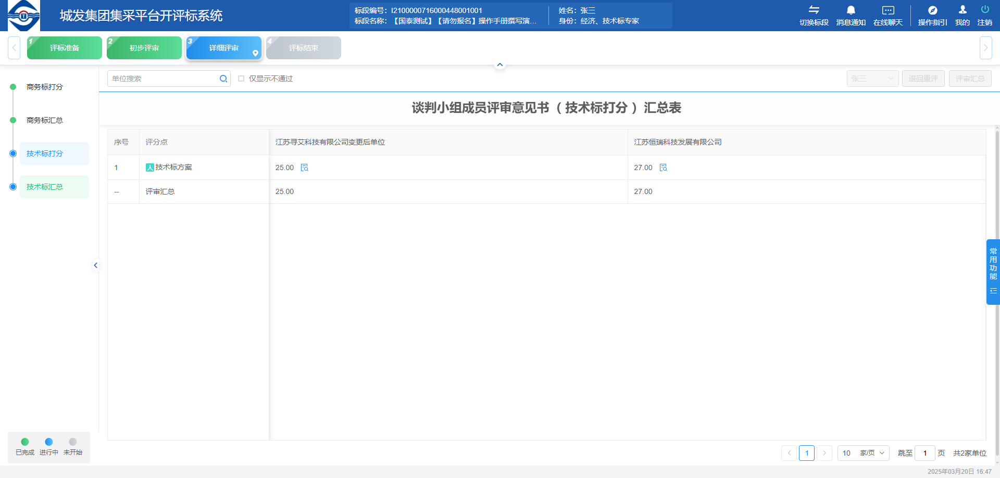 城发集团集采平台开评标系统
标段编号：I2100000716000448001001
标段名称：【国泰测试】【请勿报名】操作手册撰写演...
姓名：张三
身份：经济、技术标专家
切换标段
消息通知
在线聊天
操作指引
我的
注销
1 评标准备
2 初步评审
3 详细评审
4 评标结束
商务标打分
商务标汇总
技术标打分
技术标汇总
单位搜索
仅显示不通过
张三
退回重评
评审汇总
谈判小组成员评审意见书（技术标打分）汇总表
序号 评分点 江苏寻艾科技有限公司变更后单位 江苏恒瑞科技发展有限公司
1 人 技术标方案 25.00 27.00
-- 评审汇总 25.00 27.00
常用功能
已完成 进行中 未开始
1 10 家/页 跳至 1 页 共2家单位
2025年03月20日 16:47